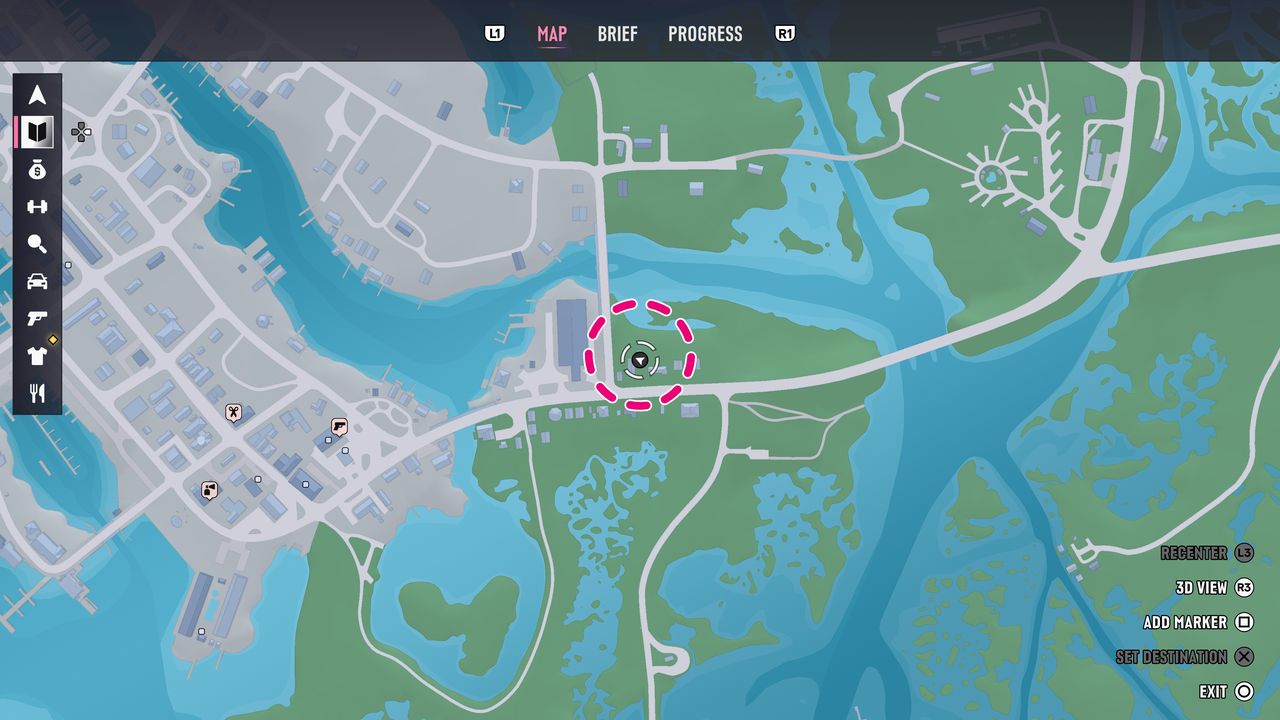 L1 MAP BRIEF PROGRESS R1
RECENTER L3
3D VIEW R3
ADD MARKER
SET DESTINATION
EXIT